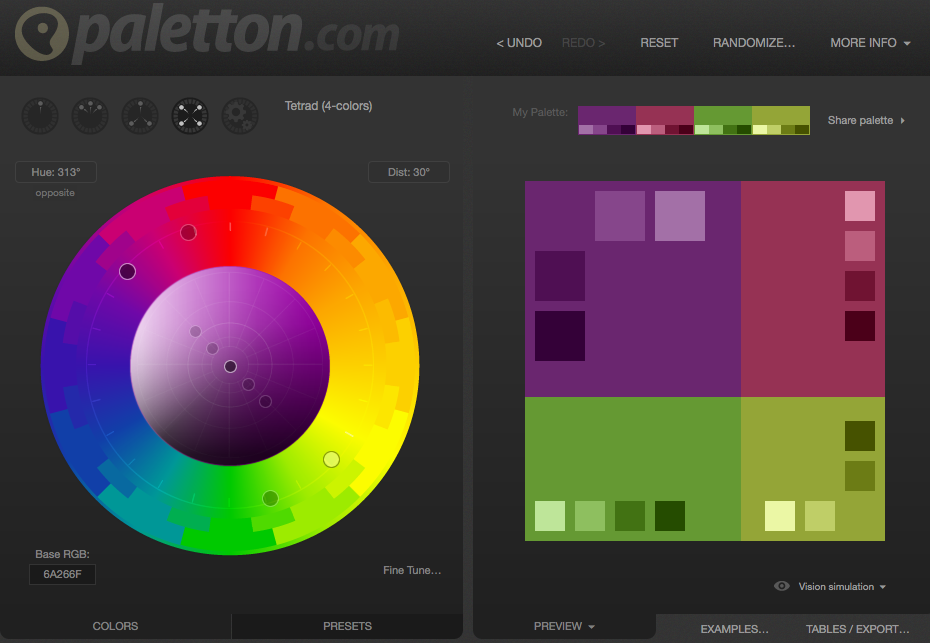 paletton.com
< UNDO REDO > RESET RANDOMIZE... MORE INFO
Tetrad (4-colors)
My Palette:
Share palette
Hue: 313°
Dist: 30°
opposite
Base RGB:
6A266F
Fine Tune...
Vision simulation
COLORS PRESETS
PREVIEW EXAMPLES... TABLES / EXPORT...